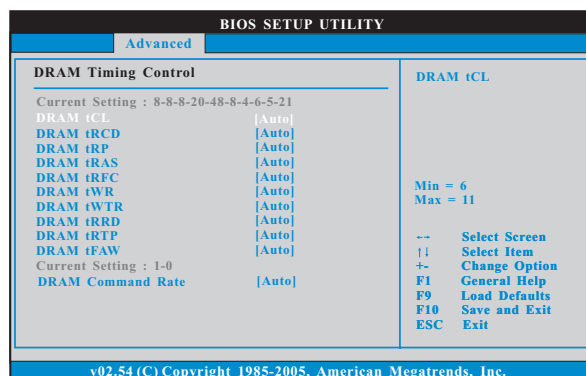 BIOS SETUP UTILITY
Advanced
DRAM Timing Control
Current Setting : 8-8-8-20-48-8-4-6-5-21
DRAM tCL [Auto]
DRAM tRCD [Auto]
DRAM tRP [Auto]
DRAM tRAS [Auto]
DRAM tRFC [Auto]
DRAM tWR [Auto]
DRAM tWTR [Auto]
DRAM tRRD [Auto]
DRAM tRTP [Auto]
DRAM tFAW [Auto]
Current Setting : 1-0
DRAM Command Rate [Auto]
DRAM tCL
Min = 6
Max = 11
←→ Select Screen
↑↓ Select Item
+- Change Option
F1 General Help
F9 Load Defaults
F10 Save and Exit
ESC Exit
v02.54 (C) Copyright 1985-2005, American Megatrends, Inc.